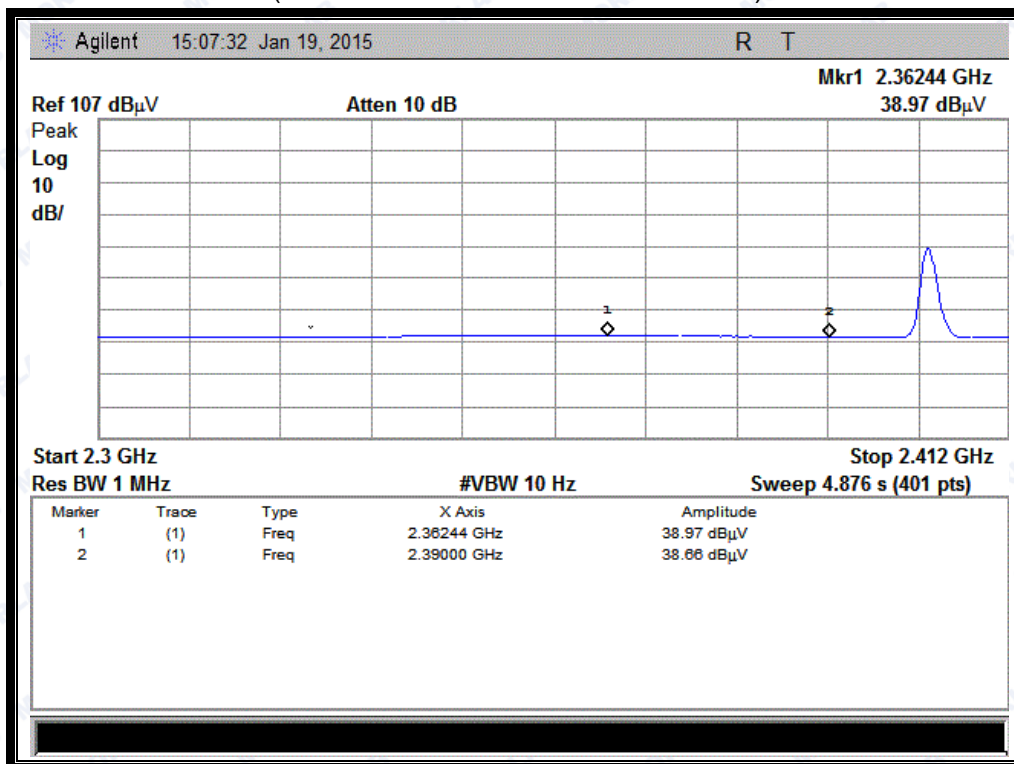 Agilent 15:07:32 Jan 19, 2015 R T
Mkr1 2.36244 GHz
Ref 107 dBµV Atten 10 dB 38.97 dBµV
Peak
Log
10
dB/
1
2
Start 2.3 GHz Stop 2.412 GHz
Res BW 1 MHz #VBW 10 Hz Sweep 4.876 s (401 pts)
Marker Trace Type X Axis Amplitude
1 (1) Freq 2.36244 GHz 38.97 dBµV
2 (1) Freq 2.39000 GHz 38.66 dBµV